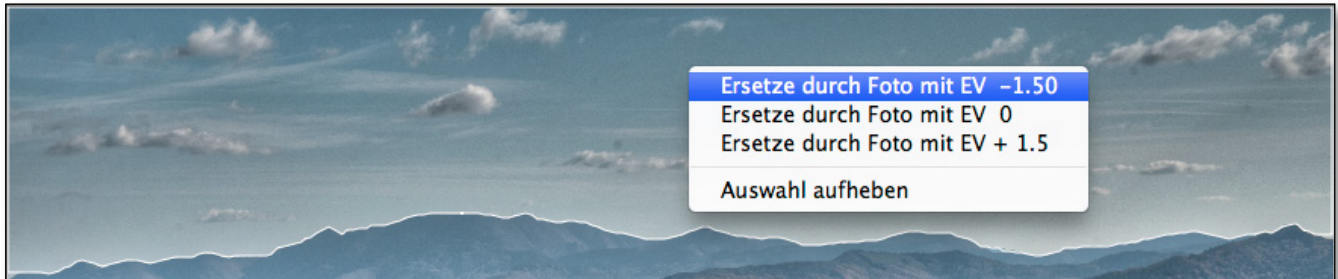 Ersetze durch Foto mit EV -1.50
Ersetze durch Foto mit EV 0
Ersetze durch Foto mit EV + 1.5
Auswahl aufheben